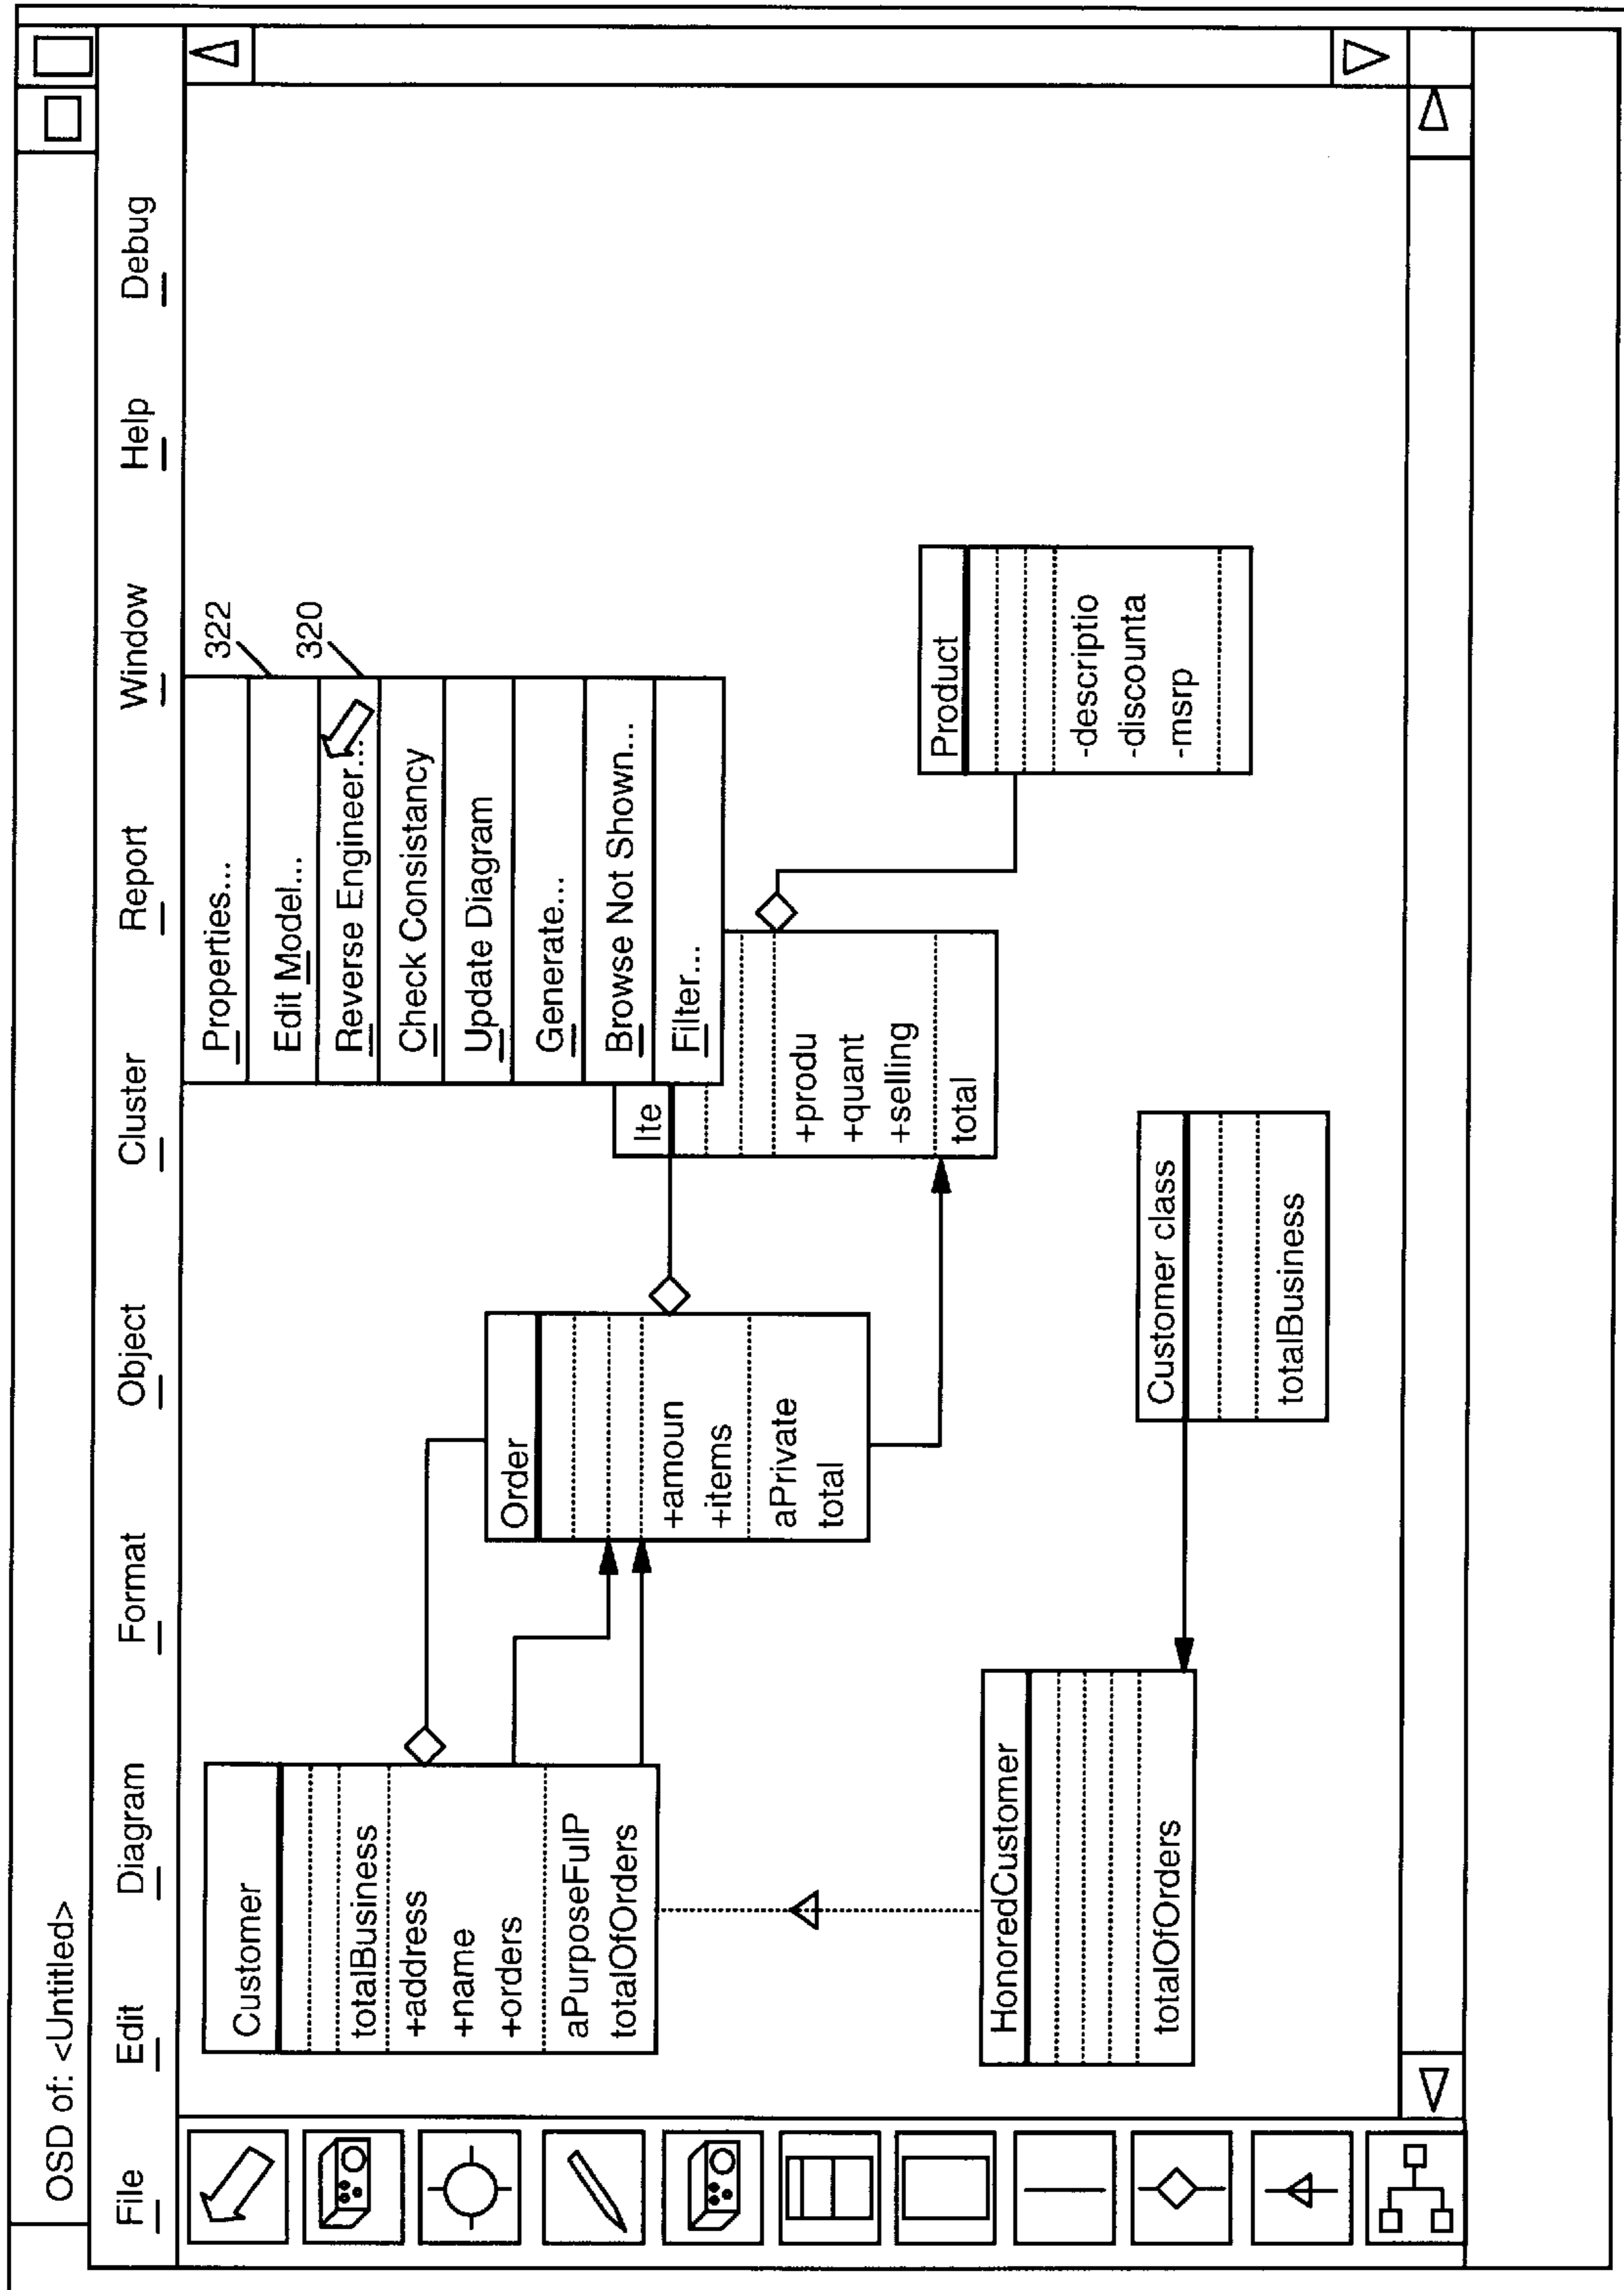 OSD of: <Untitled>
File Edit Diagram Format Object Cluster Report Window Help Debug
Properties...
Edit Model...
Reverse Engineer...
Check Consistancy
Update Diagram
Generate...
Browse Not Shown...
Filter...
322
320
Customer
totalBusiness
+address
+name
+orders
aPurposeFulP
totalOfOrders
Order
+amoun
+items
aPrivate
total
Ite
+produ
+quant
+selling
total
Product
-descriptio
-discounta
-msrp
HonoredCustomer
totalOfOrders
Customer class
totalBusiness